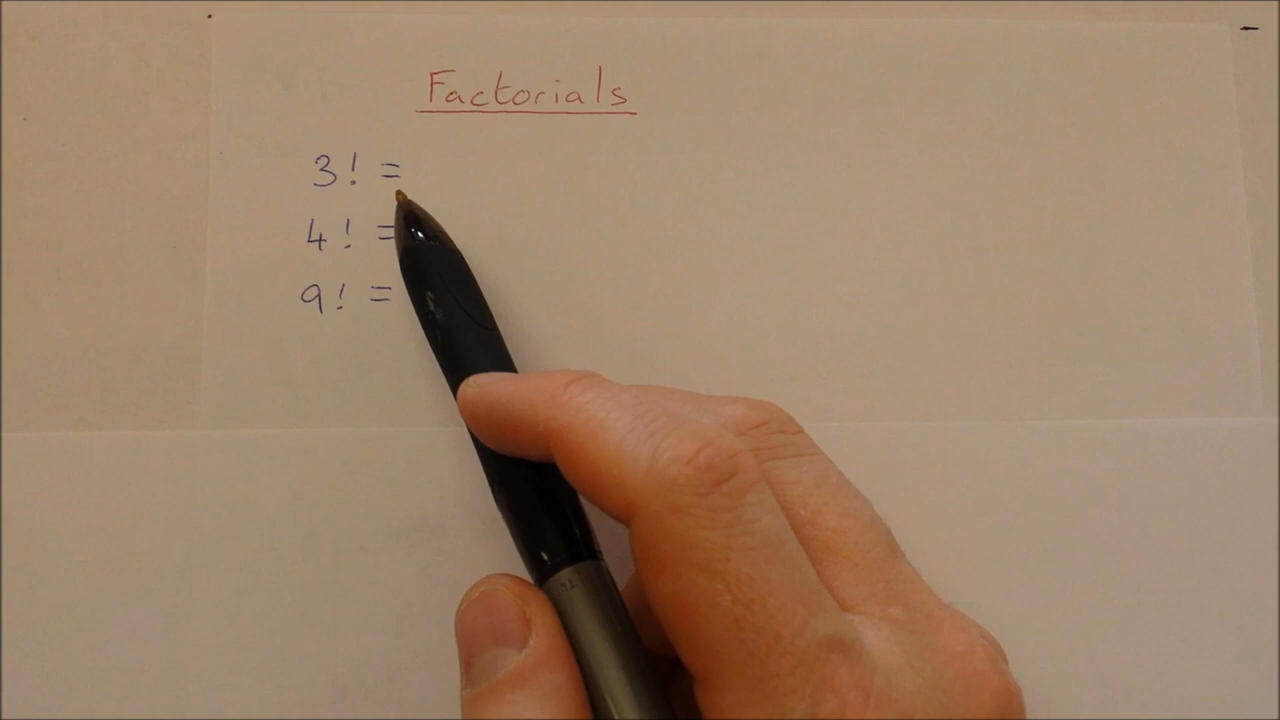 Factorials
3! =
4! =
9! =